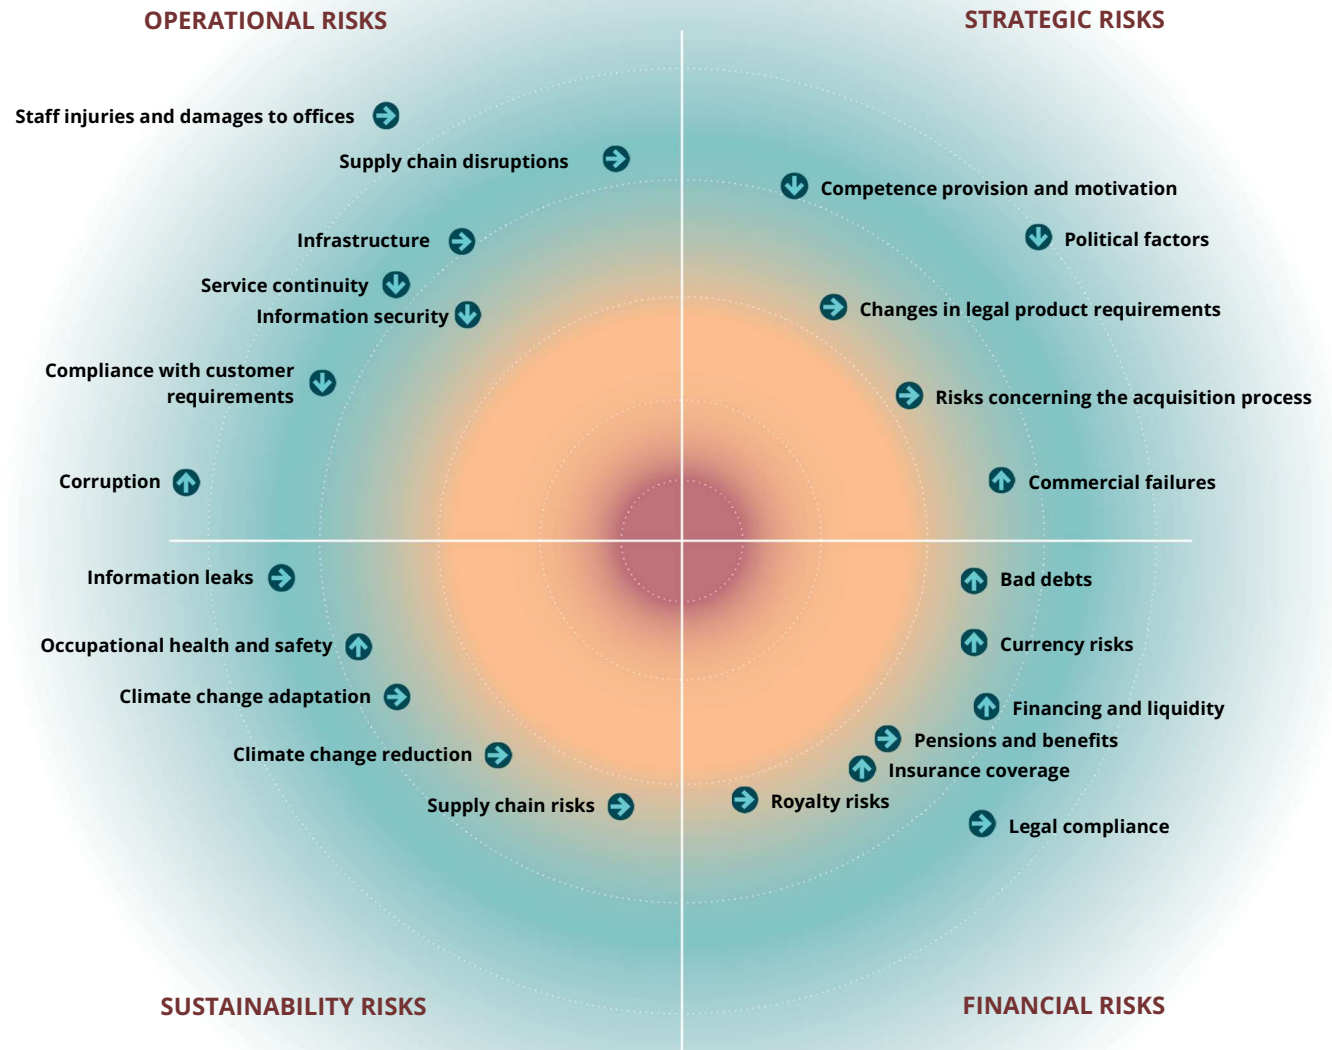 OPERATIONAL RISKS
STRATEGIC RISKS
Staff injuries and damages to offices
Supply chain disruptions
Infrastructure
Service continuity
Information security
Compliance with customer
requirements
Corruption
Competence provision and motivation
Political factors
Changes in legal product requirements
Risks concerning the acquisition process
Commercial failures
Information leaks
Occupational health and safety
Climate change adaptation
Climate change reduction
Supply chain risks
Bad debts
Currency risks
Financing and liquidity
Pensions and benefits
Insurance coverage
Royalty risks
Legal compliance
SUSTAINABILITY RISKS
FINANCIAL RISKS